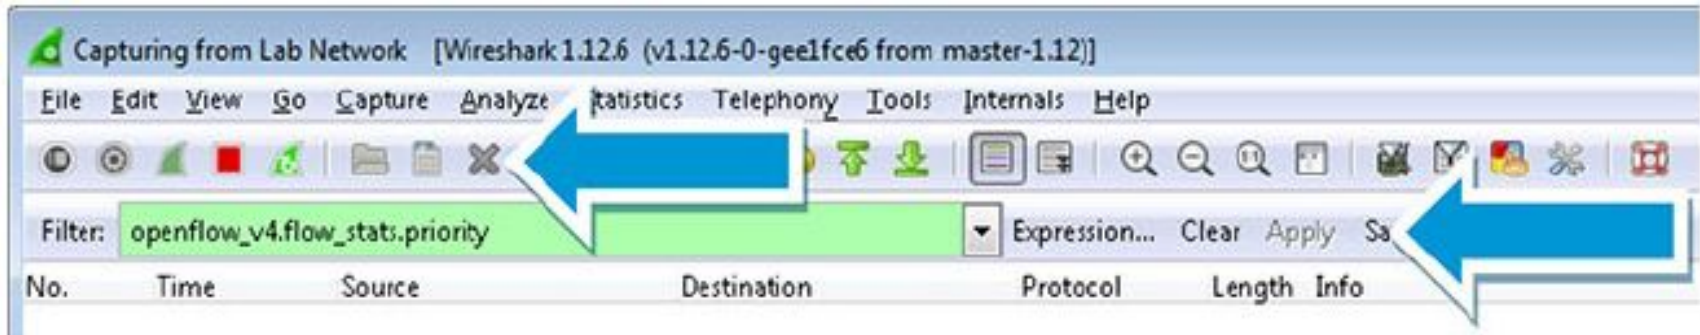 Capturing from Lab Network [Wireshark 1.12.6 (v1.12.6-0-gee1fce6 from master-1.12)]
File Edit View Go Capture Analyze Telephony Tools Internals Help
Filter: openflow_v4.flow_stats.priority Expression... Clear Apply
No. Time Source Destination Protocol Length Info